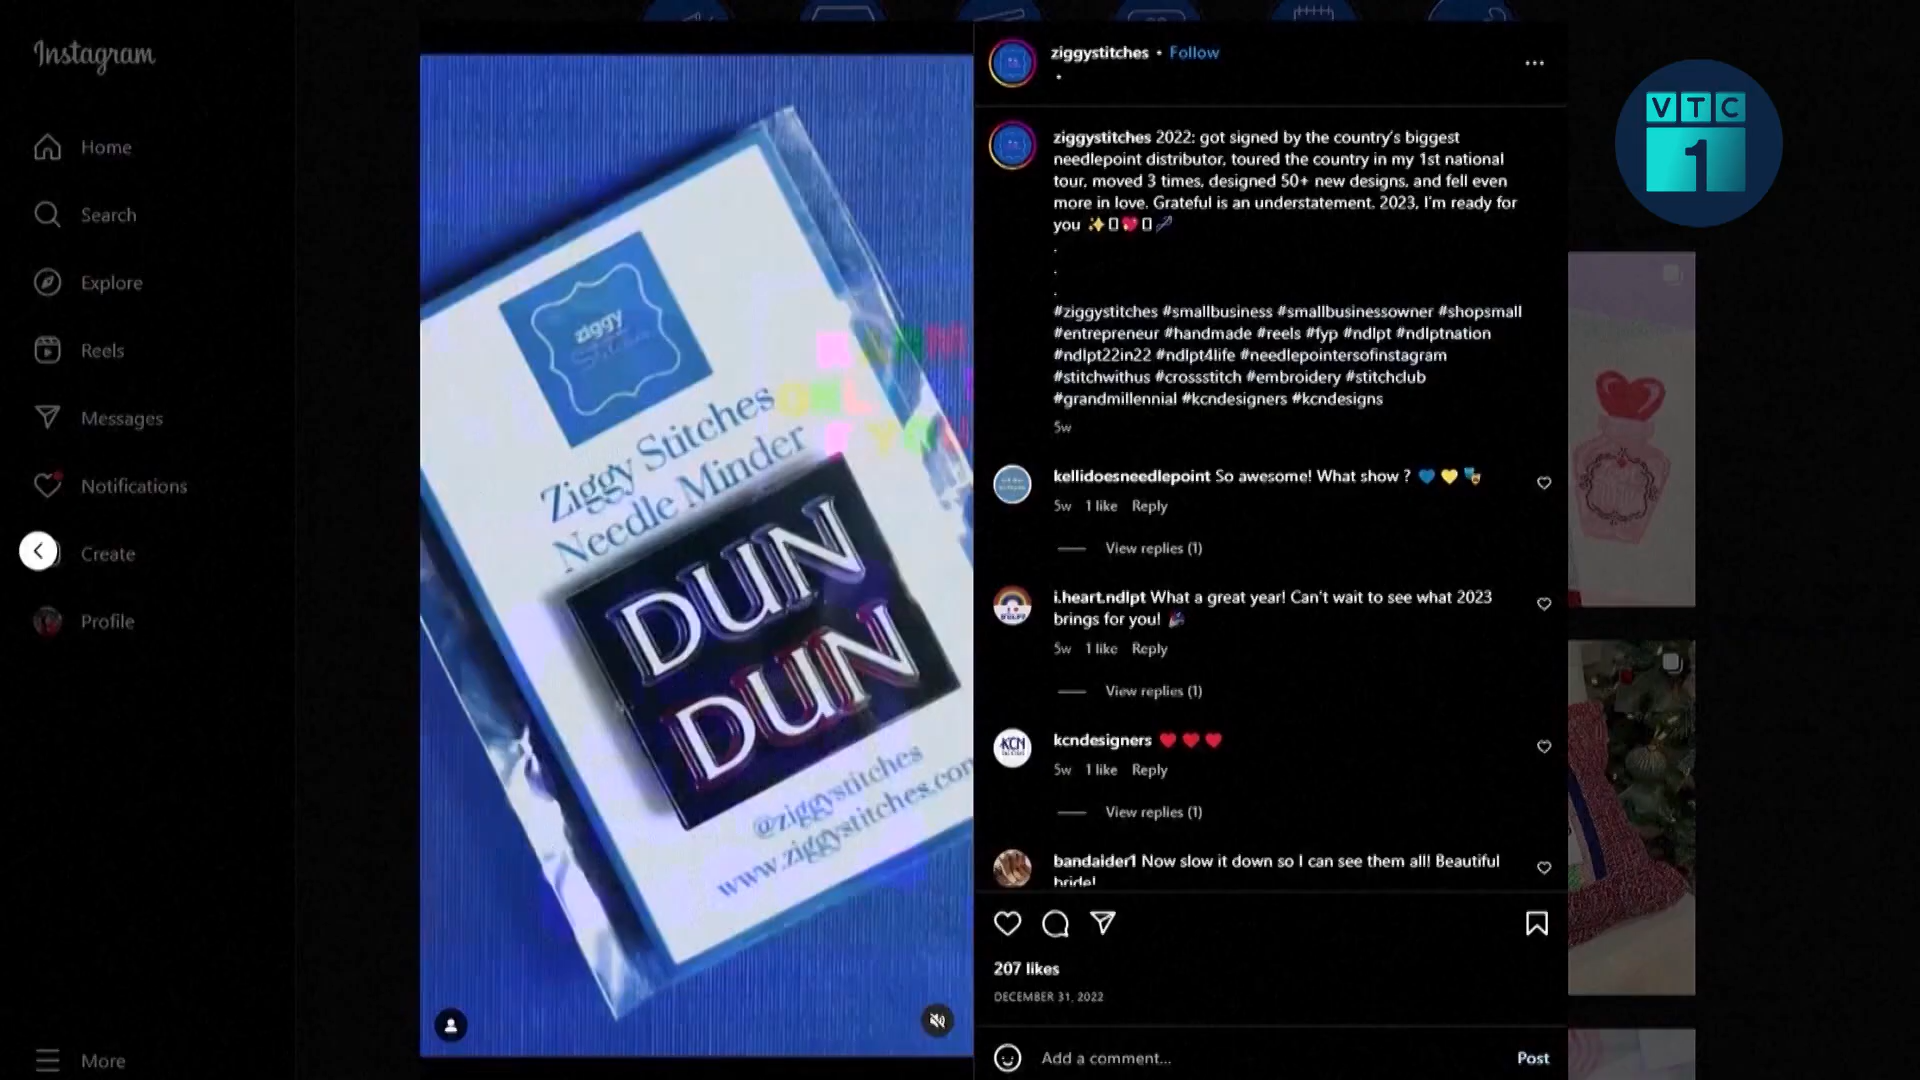 Instagram
Home
Search
Explore
Reels
Messages
Notifications
Create
Profile
More
ziggy
Ziggy Stitches
Needle Minder
DUN
DUN
@ziggystitches
www.ziggystitches.com
ziggystitches • Follow
ziggystitches 2022: got signed by the country's biggest
needlepoint distributor, toured the country in my 1st national
tour, moved 3 times, designed 50+ new designs, and fell even
more in love. Grateful is an understatement. 2023, I'm ready for
you ✨💖🪡
.
.
.
#ziggystitches #smallbusiness #smallbusinessowner #shopsmall
#entrepreneur #handmade #reels #fyp #ndlpt #ndlptnation
#ndlpt22in22 #ndlpt4life #needlepointersofinstagram
#stitchwithus #crossstitch #embroidery #stitchclub
#grandmillennial #kcndesigners #kcndesigns
5w
kellidoesneedlepoint So awesome! What show ? 💙 💛 🎭
5w 1 like Reply
View replies (1)
i.heart.ndlpt What a great year! Can't wait to see what 2023
brings for you! 🎉
5w 1 like Reply
View replies (1)
KCN
kcndesigners ❤️ ❤️ ❤️
5w 1 like Reply
View replies (1)
bandaider1 Now slow it down so I can see them all! Beautiful
bride!
207 likes
DECEMBER 31, 2022
Add a comment...
Post
VTC
1